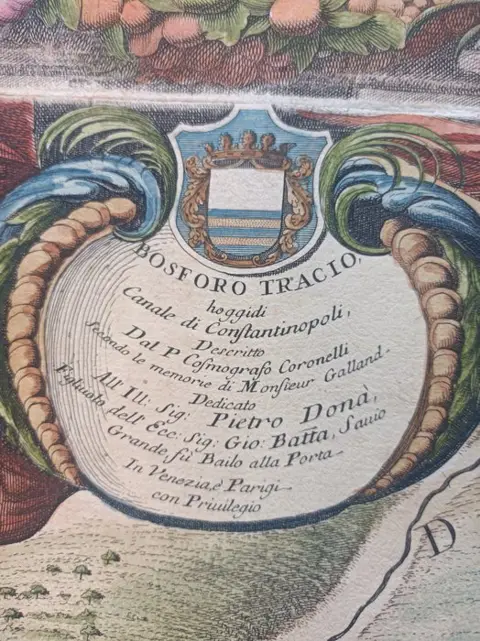 BOSFORO TRACIO,
hoggidi
Canale di Constantinopoli,
Descritto
Dal P. Cosmografo Coronelli
Secondo le memorie di Monsieur Galland
Dedicato
All' Ill: Sig: Pietro Donà,
Figliuolo dell' Ecc: Sig: Gio: Batta, Sauio
Grande, fù Bailo alla Porta
In Venezia, è Parigi
con Priuilegio
D